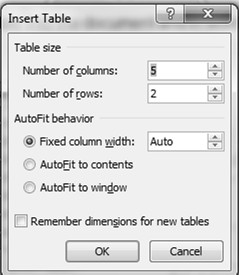 Insert Table
Table size
Number of columns: 5
Number of rows: 2
AutoFit behavior
Fixed column width: Auto
AutoFit to contents
AutoFit to window
Remember dimensions for new tables
OK Cancel